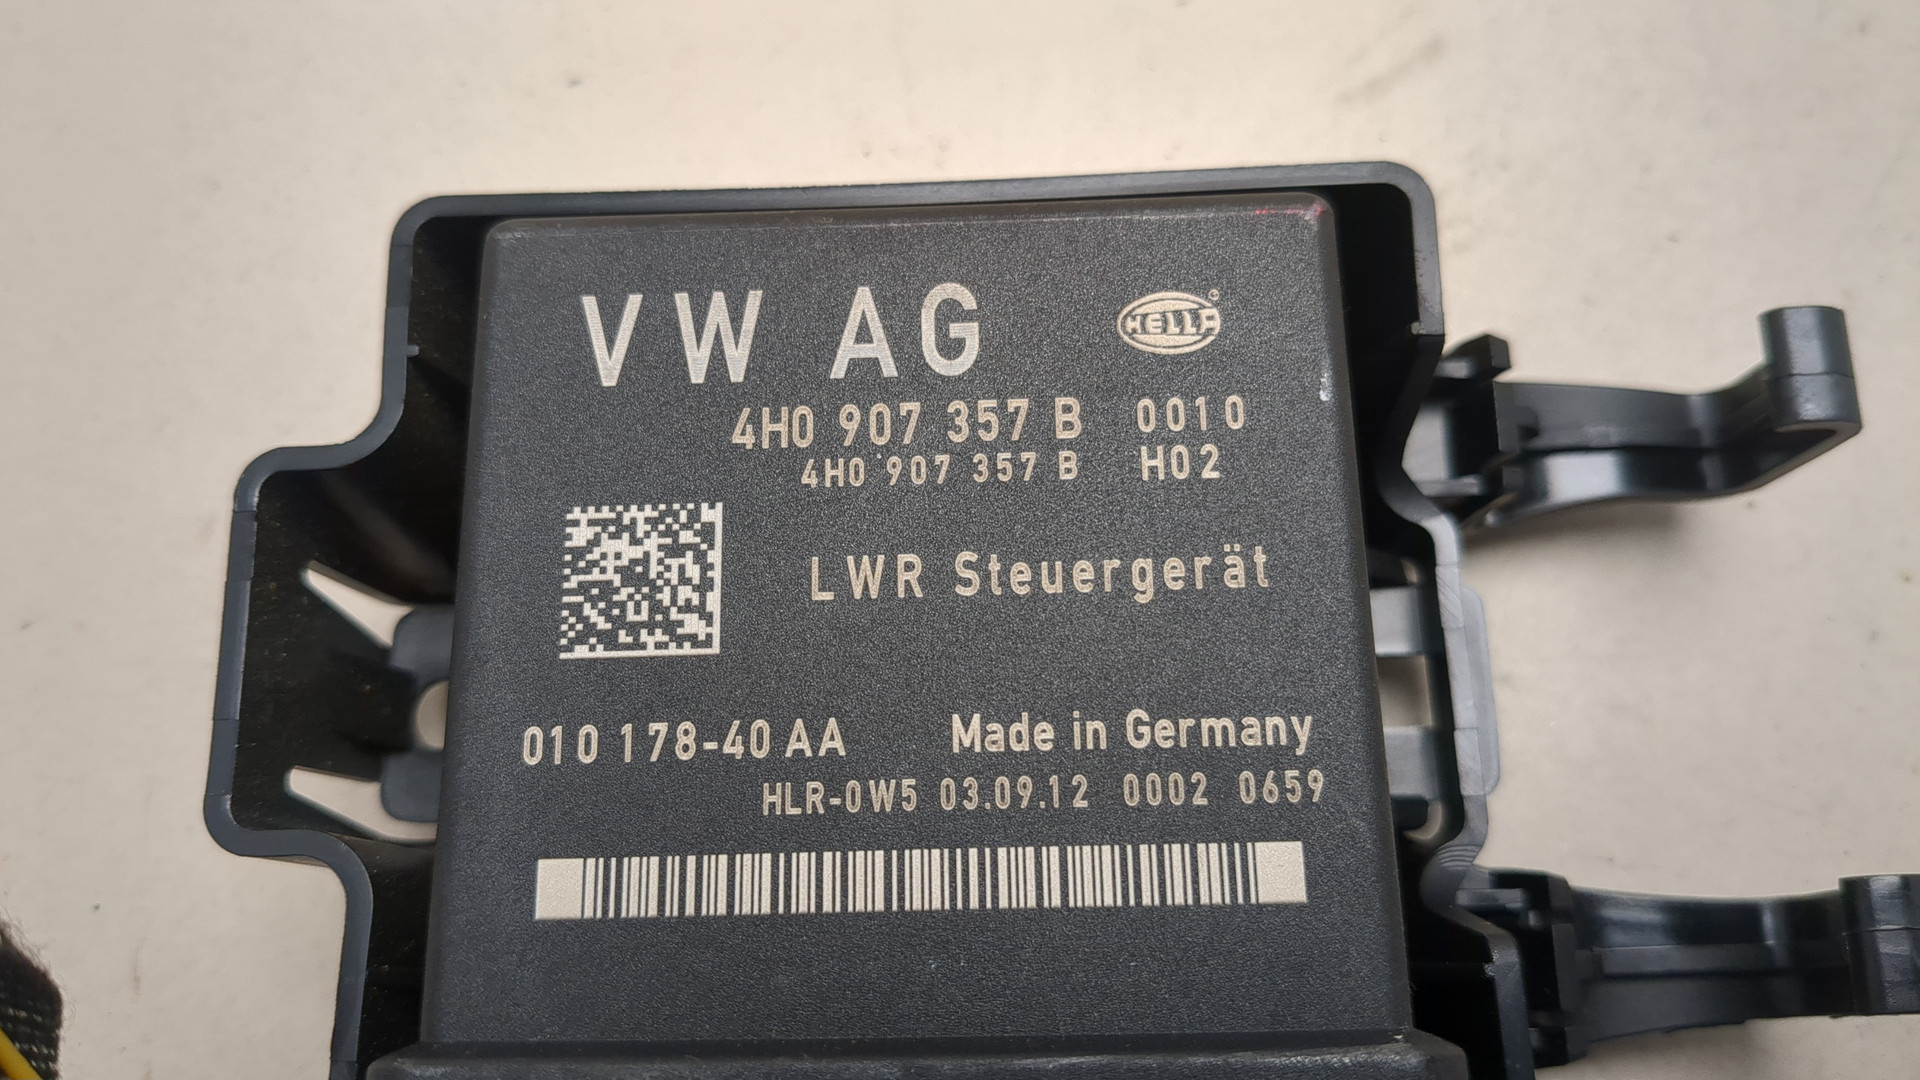 VW AG HELLA
4H0 907 357 B 0010
4H0 907 357 B H02
LWR Steuergerät
010 178-40 AA Made in Germany
HLR-0W5 03.09.12 0002 0659